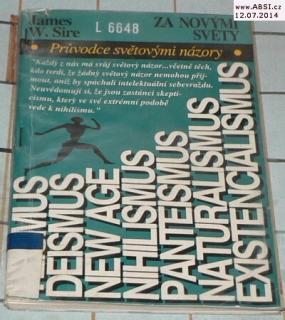 www.ABSI.cz
12.07.2014
James
W. Sire
L 6648
ZA NOVÝMI
SVĚTY
Průvodce světovými názory
"Každý z nás má svůj světový názor...včetně těch,
kdo tvrdí, že žádný světový názor nemohou přij-
mout, aniž by spáchali intelektuální sebevraždu.
Neuvědomují si, že jsou zastánci skepti-
cismu, který ve své extrémní podobě
vede k nihilismu."
SMUS
DEISMUS
NEW AGE
NIHILISMUS
PANTEISMUS
NATURALISMUS
EXISTENCIALISMUS